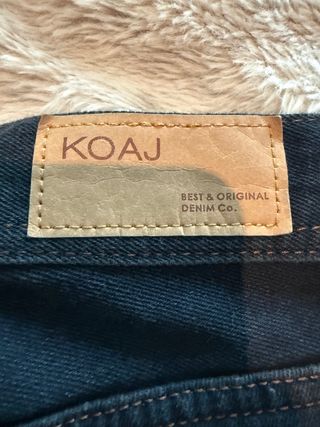 KOAJ
BEST & ORIGINAL
DENIM Co.